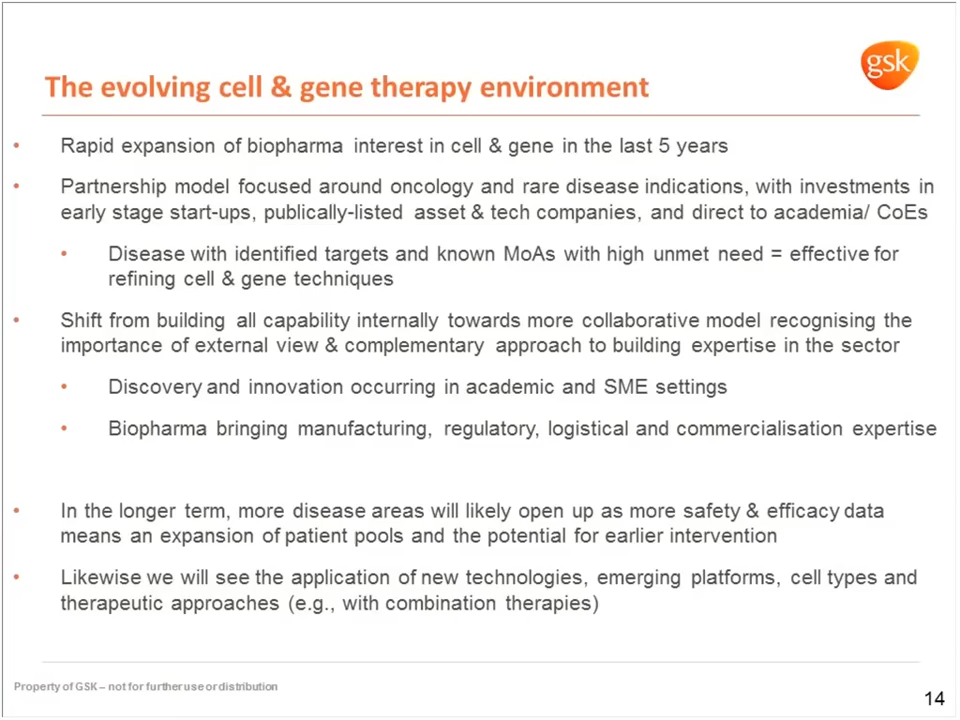 gsk
The evolving cell & gene therapy environment
• Rapid expansion of biopharma interest in cell & gene in the last 5 years
• Partnership model focused around oncology and rare disease indications, with investments in
early stage start-ups, publically-listed asset & tech companies, and direct to academia/ CoEs
• Disease with identified targets and known MoAs with high unmet need = effective for
refining cell & gene techniques
• Shift from building all capability internally towards more collaborative model recognising the
importance of external view & complementary approach to building expertise in the sector
• Discovery and innovation occurring in academic and SME settings
• Biopharma bringing manufacturing, regulatory, logistical and commercialisation expertise
• In the longer term, more disease areas will likely open up as more safety & efficacy data
means an expansion of patient pools and the potential for earlier intervention
• Likewise we will see the application of new technologies, emerging platforms, cell types and
therapeutic approaches (e.g., with combination therapies)
Property of GSK – not for further use or distribution
14